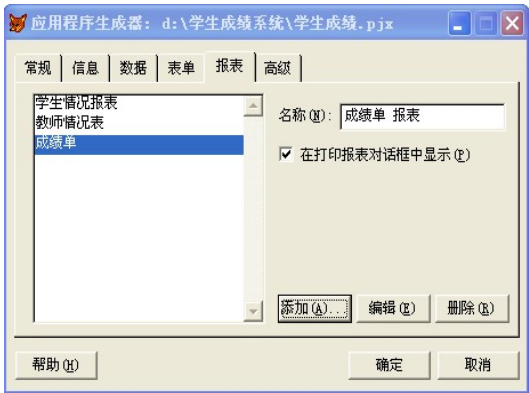 应用程序生成器: d:\学生成绩系统\学生成绩.pjx
常规 信息 数据 表单 报表 高级
学生情况报表
教师情况表
成绩单
名称(N): 成绩单 报表
在打印报表对话框中显示(P)
添加(A)... 编辑(E) 删除(R)
帮助(H) 确定 取消